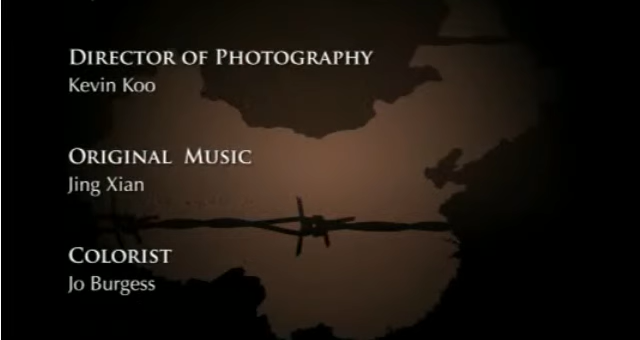 DIRECTOR OF PHOTOGRAPHY
Kevin Koo
ORIGINAL MUSIC
Jing Xian
COLORIST
Jo Burgess